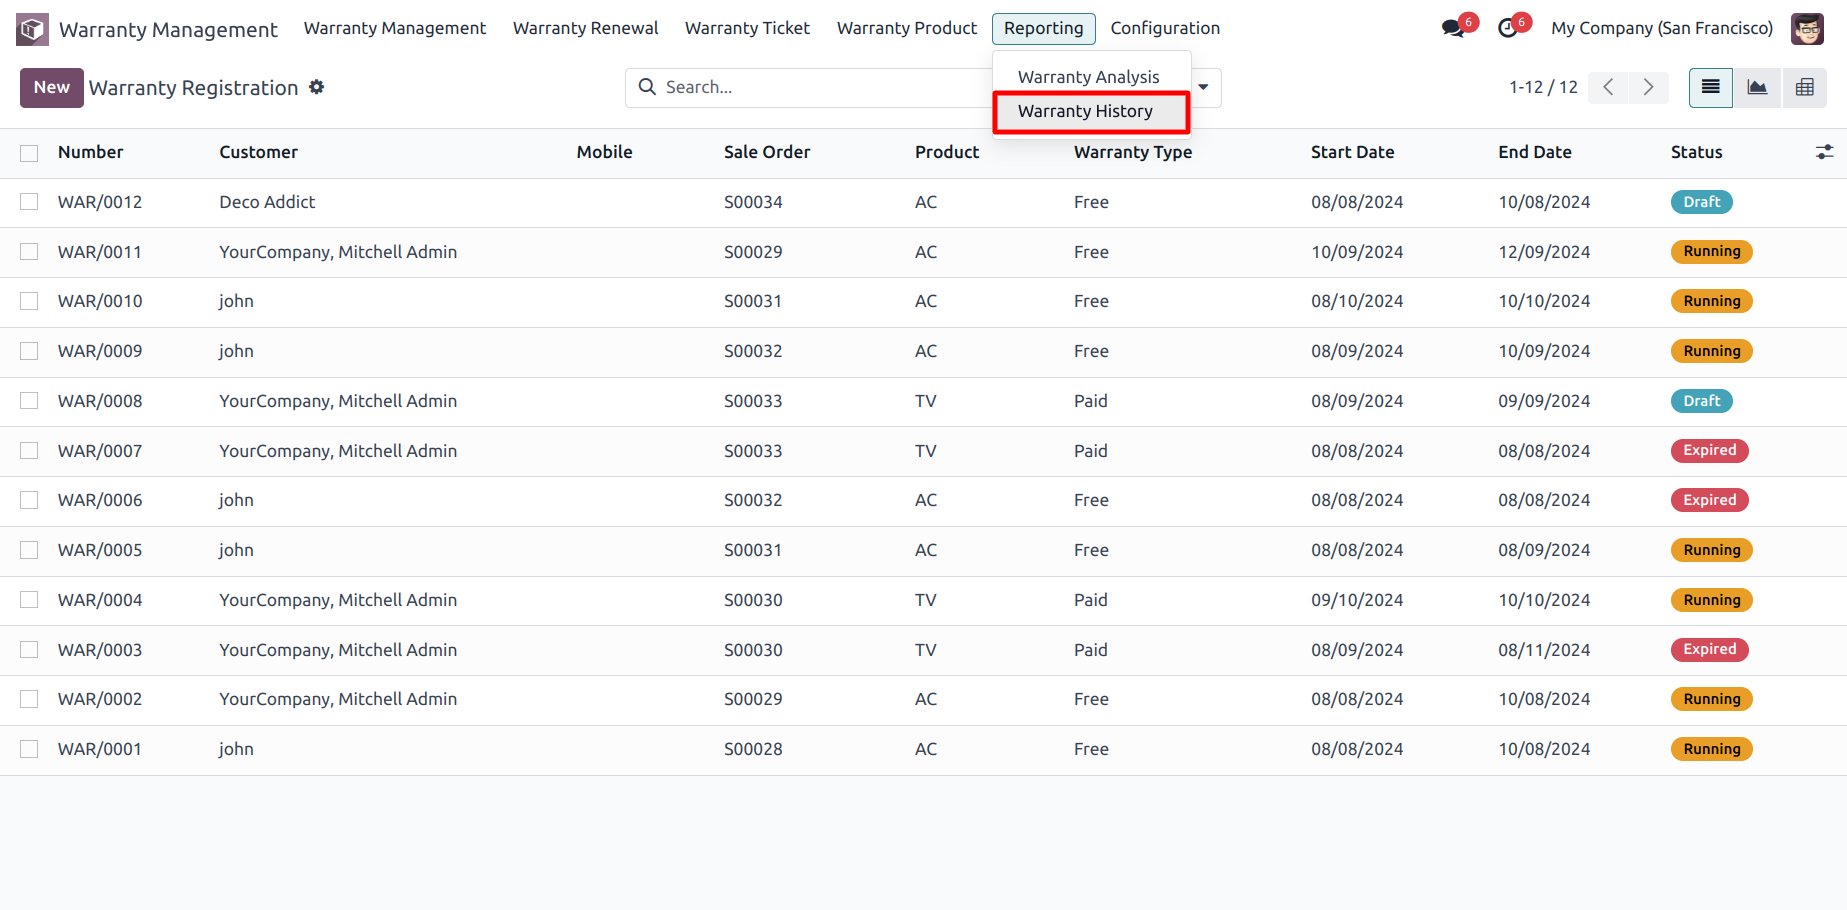 Warranty Management Warranty Management Warranty Renewal Warranty Ticket Warranty Product Reporting Configuration 6 6 My Company (San Francisco)
New Warranty Registration Search... 1-12 / 12
Warranty Analysis
Warranty History
Number Customer Mobile Sale Order Product Warranty Type Start Date End Date Status
WAR/0012 Deco Addict S00034 AC Free 08/08/2024 10/08/2024 Draft
WAR/0011 YourCompany, Mitchell Admin S00029 AC Free 10/09/2024 12/09/2024 Running
WAR/0010 john S00031 AC Free 08/10/2024 10/10/2024 Running
WAR/0009 john S00032 AC Free 08/09/2024 10/09/2024 Running
WAR/0008 YourCompany, Mitchell Admin S00033 TV Paid 08/09/2024 09/09/2024 Draft
WAR/0007 YourCompany, Mitchell Admin S00033 TV Paid 08/08/2024 08/08/2024 Expired
WAR/0006 john S00032 AC Free 08/08/2024 08/08/2024 Expired
WAR/0005 john S00031 AC Free 08/08/2024 08/09/2024 Running
WAR/0004 YourCompany, Mitchell Admin S00030 TV Paid 09/10/2024 10/10/2024 Running
WAR/0003 YourCompany, Mitchell Admin S00030 TV Paid 08/09/2024 08/11/2024 Expired
WAR/0002 YourCompany, Mitchell Admin S00029 AC Free 08/08/2024 10/08/2024 Running
WAR/0001 john S00028 AC Free 08/08/2024 10/08/2024 Running